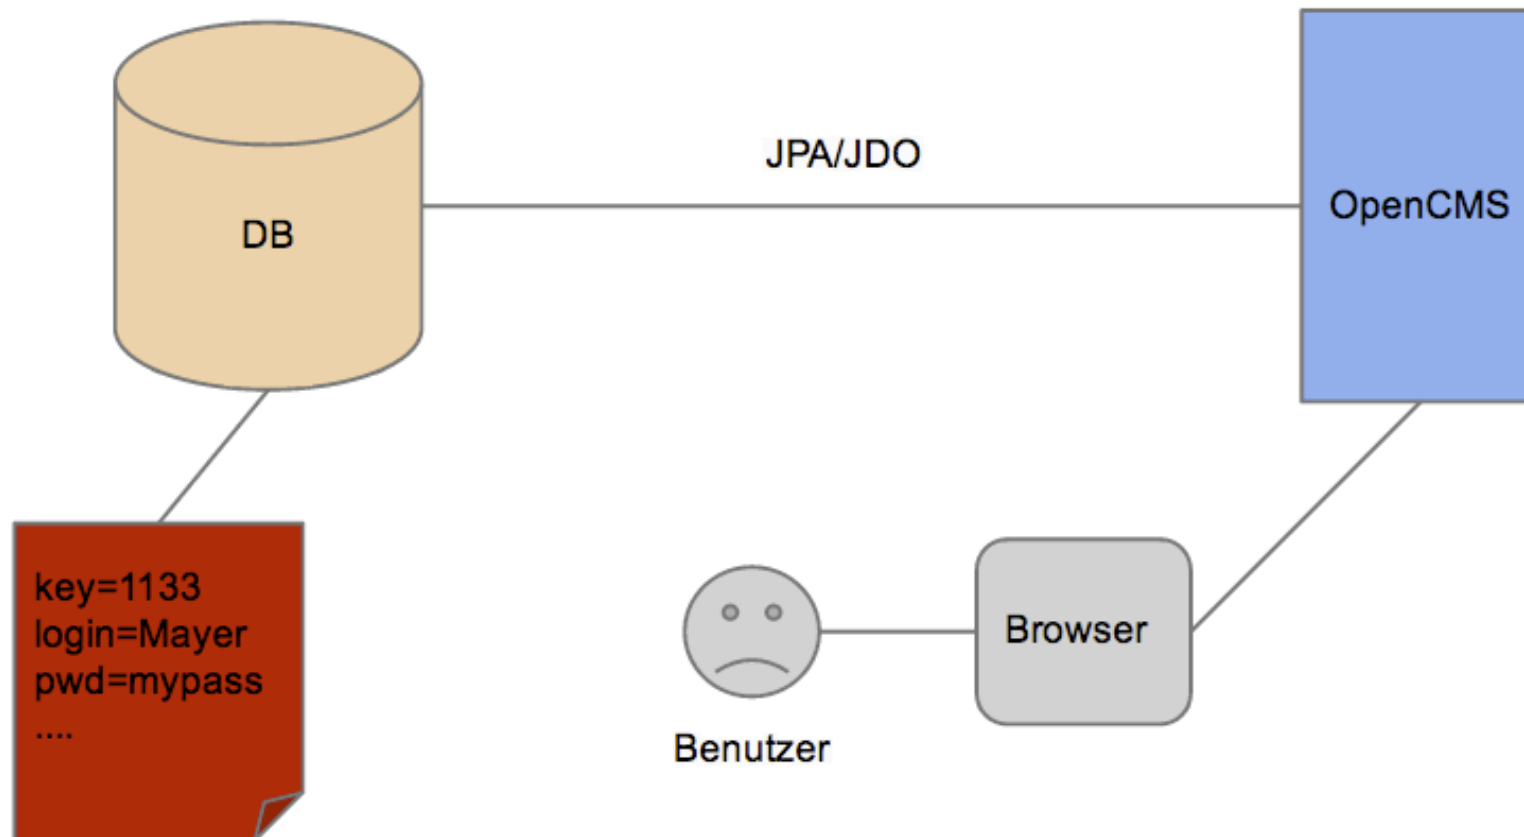 JPA/JDO
DB
OpenCMS
key=1133
login=Mayer
pwd=mypass
....
Browser
Benutzer